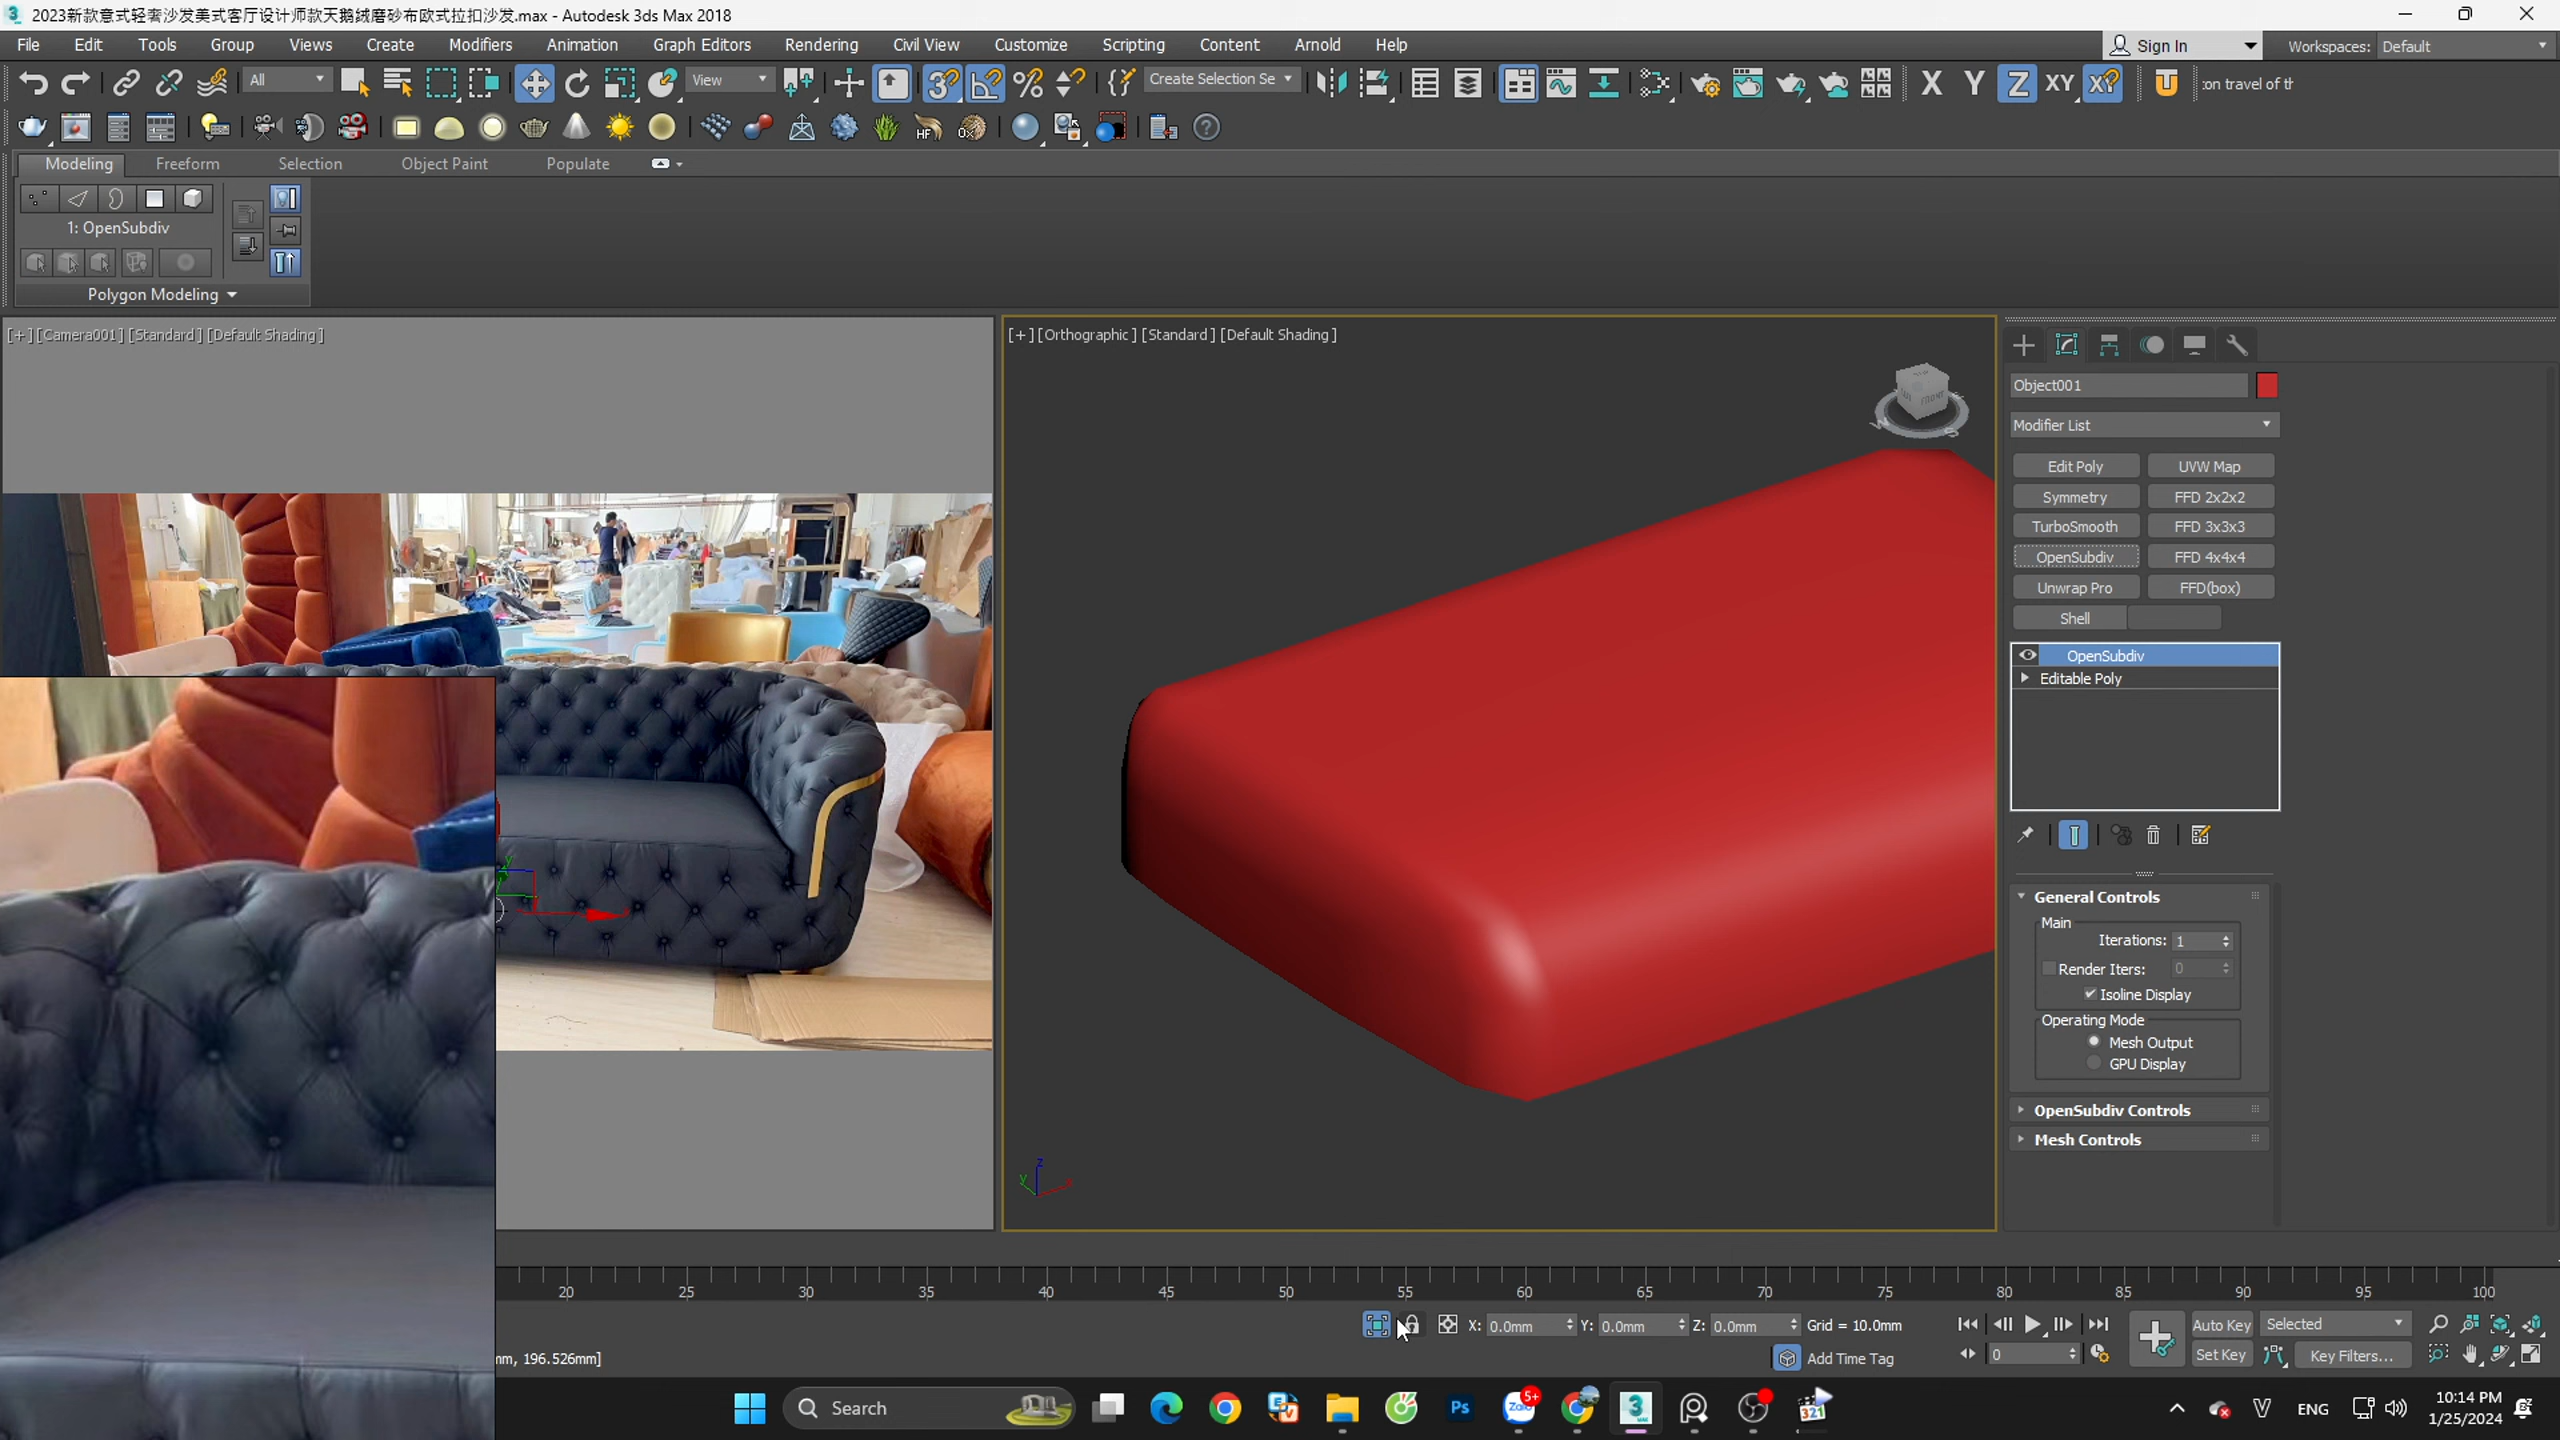 2023新款意式轻奢沙发美式客厅设计师款天鹅绒磨砂布欧式拉扣沙发.max - Autodesk 3ds Max 2018
File Edit Tools Group Views Create Modifiers Animation Graph Editors Rendering Civil View Customize Scripting Content Arnold Help
Sign In
Workspaces: Default
All
View
Create Selection Se
X Y Z XY
:on travel of th
Modeling Freeform Selection Object Paint Populate
1: OpenSubdiv
Polygon Modeling
[+] [Camera001] [Standard] [Default Shading]
[+] [Orthographic] [Standard] [Default Shading]
FRONT
Object001
Modifier List
Edit Poly UVW Map
Symmetry FFD 2x2x2
TurboSmooth FFD 3x3x3
OpenSubdiv FFD 4x4x4
Unwrap Pro FFD(box)
Shell
OpenSubdiv
Editable Poly
General Controls
Main
Iterations: 1
Render Iters: 0
Isoline Display
Operating Mode
Mesh Output
GPU Display
OpenSubdiv Controls
Mesh Controls
20 25 30 35 40 45 50 55 60 65 70 75 80 85 90 95 100
X: 0.0mm Y: 0.0mm Z: 0.0mm Grid = 10.0mm
Auto Key Selected
nm, 196.526mm]
Add Time Tag
0
Set Key Key Filters...
Search
Ps
Zalo
5+
3
321
ENG
10:14 PM
1/25/2024